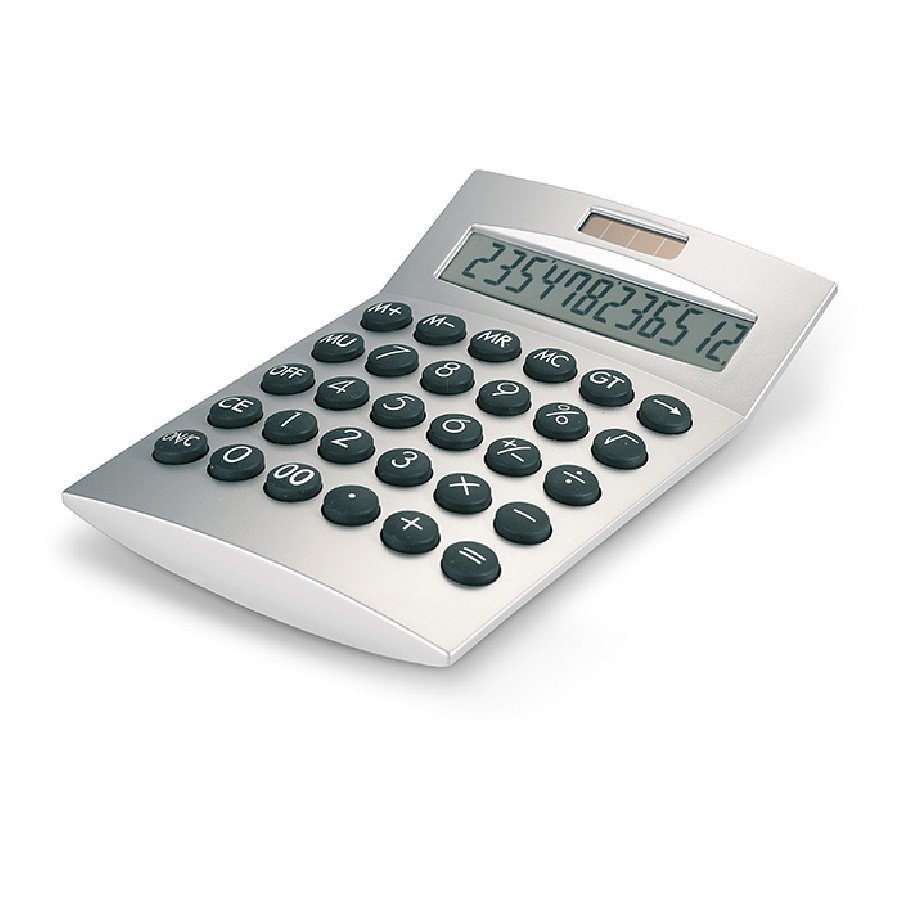 235478236512
M+ M− MR MC GT →
MU 7 8 9 % √
OFF 4 5 6 +/− ÷
CE 1 2 3 × −
ON/C 0 00 · + =